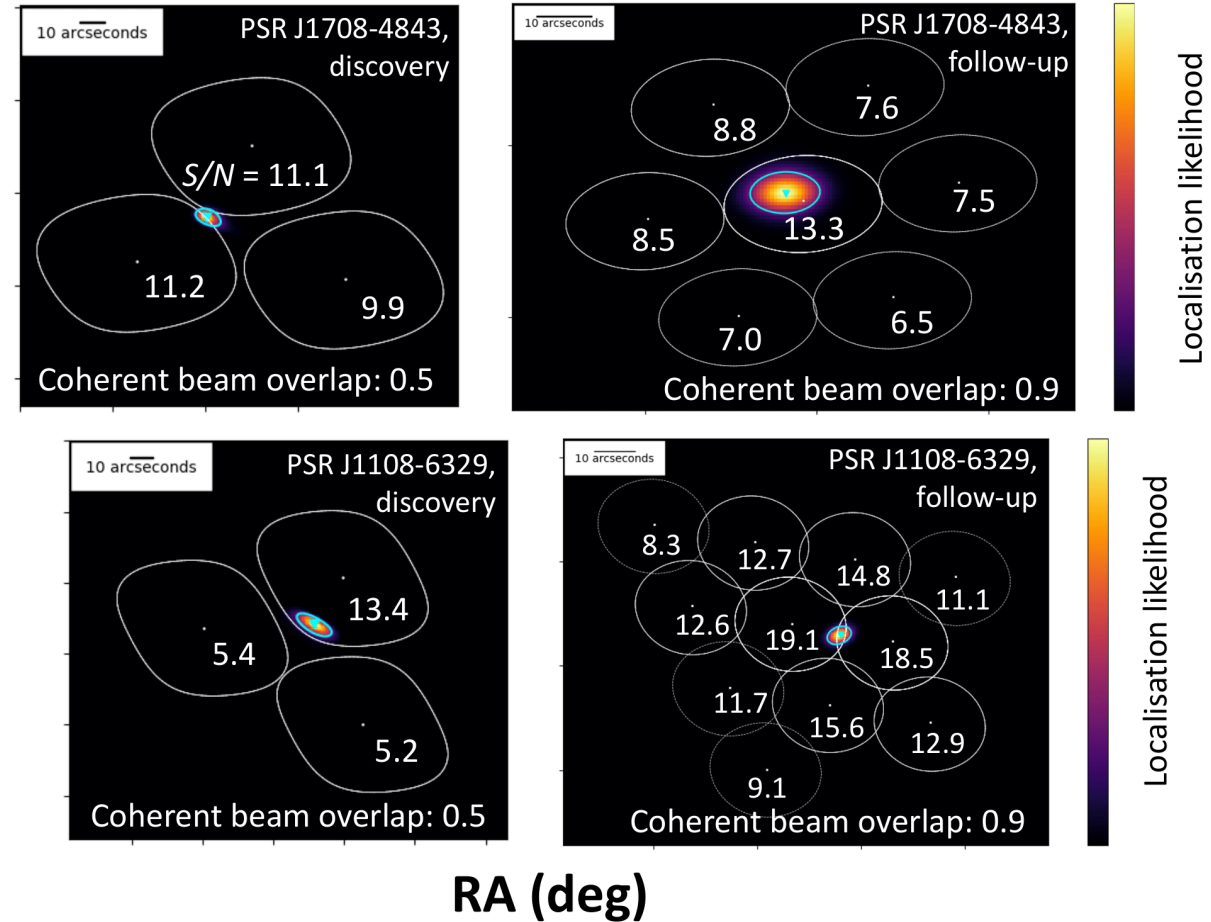 10 arcseconds
PSR J1708-4843,
discovery
S/N = 11.1
11.2
9.9
Coherent beam overlap: 0.5
10 arcseconds
PSR J1708-4843,
follow-up
7.6
8.8
7.5
13.3
8.5
6.5
7.0
Coherent beam overlap: 0.9
Localisation likelihood
10 arcseconds
PSR J1108-6329,
discovery
13.4
5.4
5.2
Coherent beam overlap: 0.5
10 arcseconds
PSR J1108-6329,
follow-up
8.3
12.7
14.8
11.1
12.6
19.1
18.5
11.7
15.6
12.9
9.1
Coherent beam overlap: 0.9
Localisation likelihood
RA (deg)